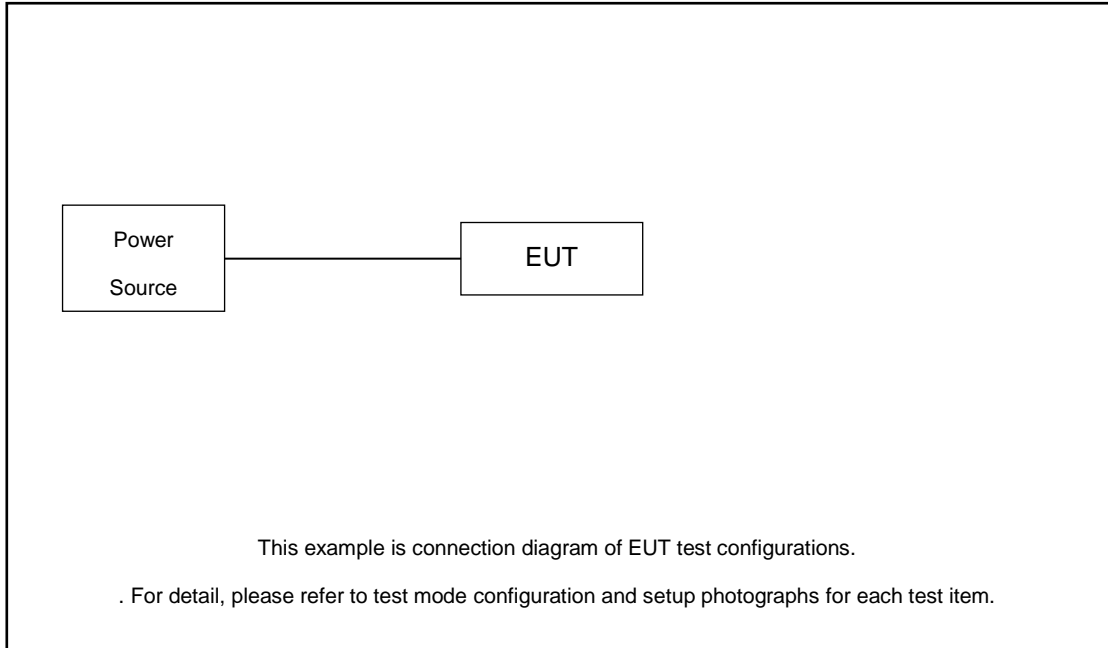 Power
Source
EUT
This example is connection diagram of EUT test configurations.
. For detail, please refer to test mode configuration and setup photographs for each test item.